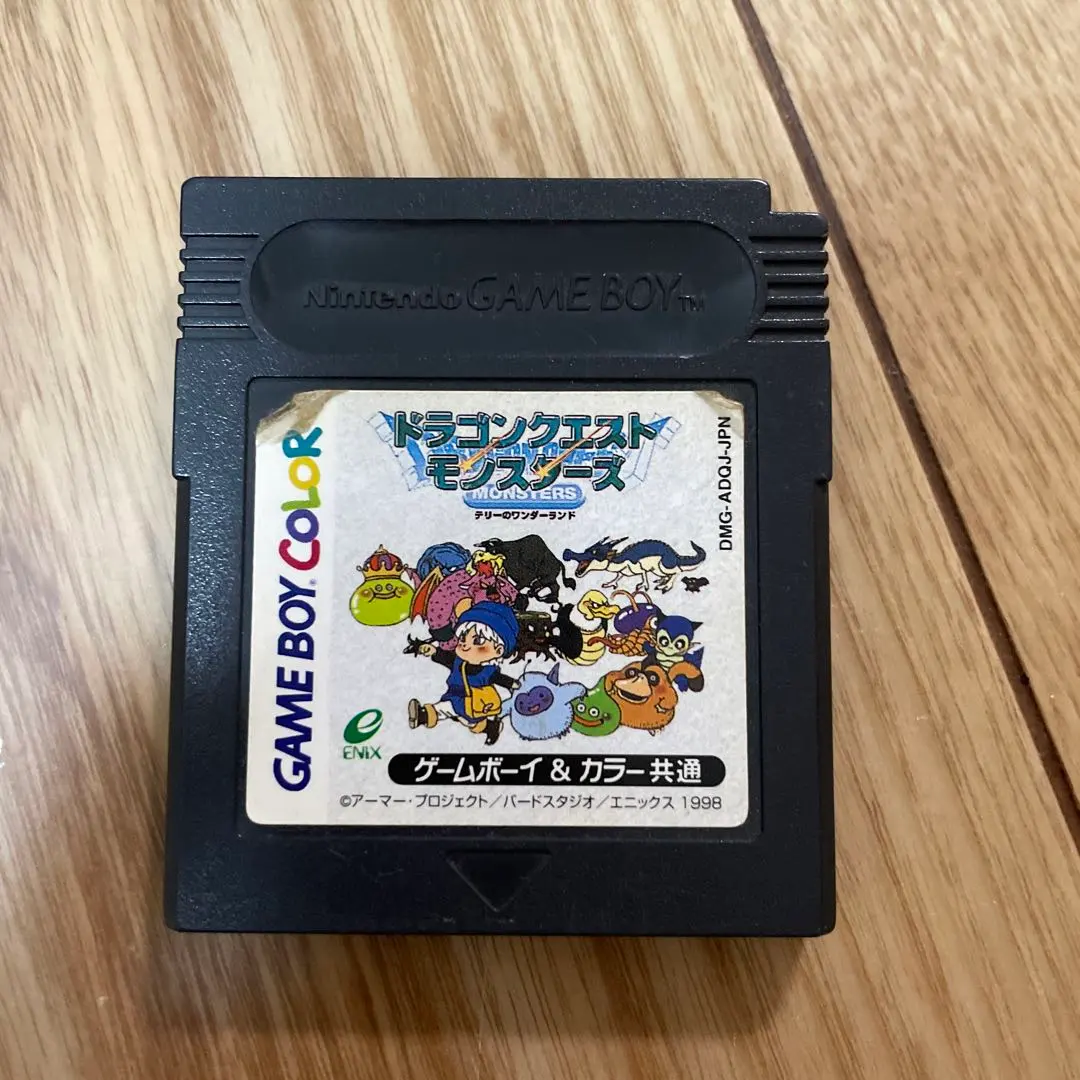 Nintendo GAME BOY TM
GAME BOY COLOR
ドラゴンクエスト
モンスターズ
MONSTERS
テリーのワンダーランド
DMG-ADQJ-JPN
ENIX
ゲームボーイ & カラー 共通
©アーマー・プロジェクト/バードスタジオ/エニックス 1998